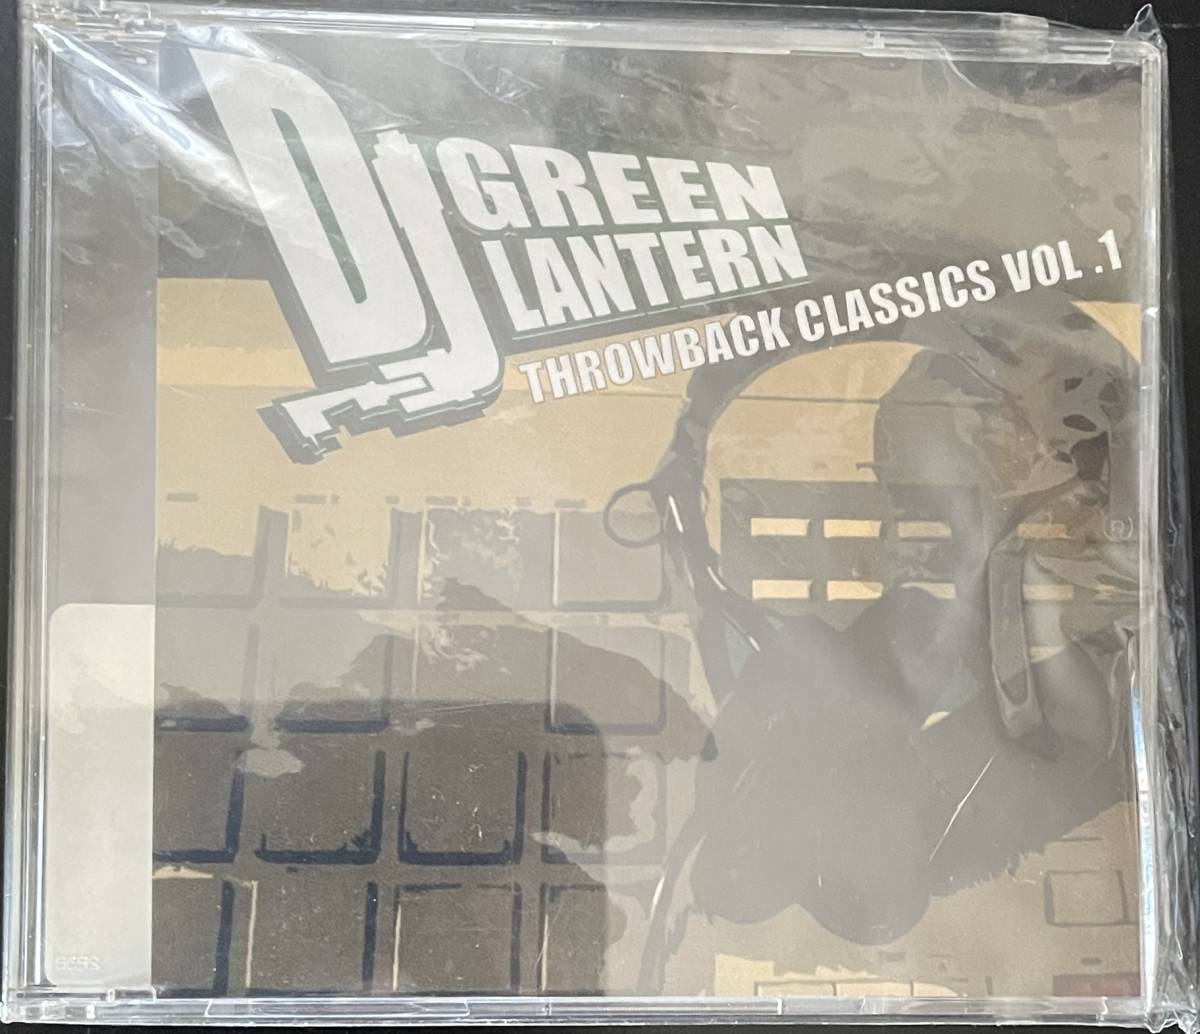 DJ GREEN
LANTERN
THROWBACK CLASSICS VOL .1